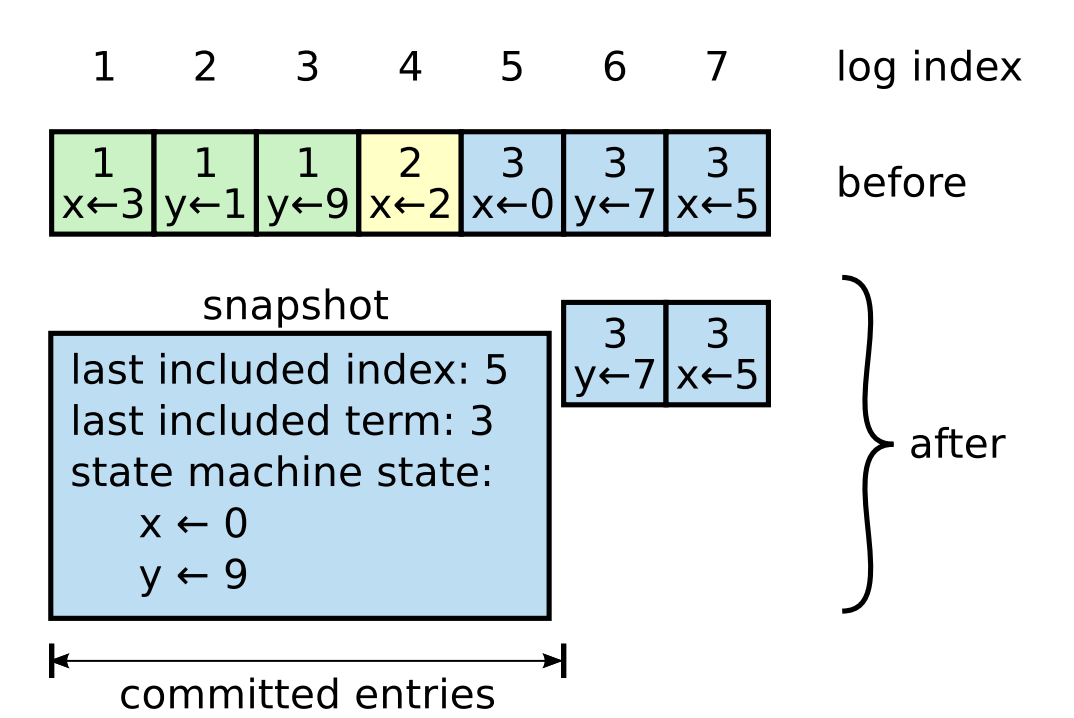 1 2 3 4 5 6 7 log index
1 1 1 2 3 3 3
x←3 y←1 y←9 x←2 x←0 y←7 x←5
before
snapshot
last included index: 5
last included term: 3
state machine state:
x ← 0
y ← 9
3 3
y←7 x←5
after
committed entries